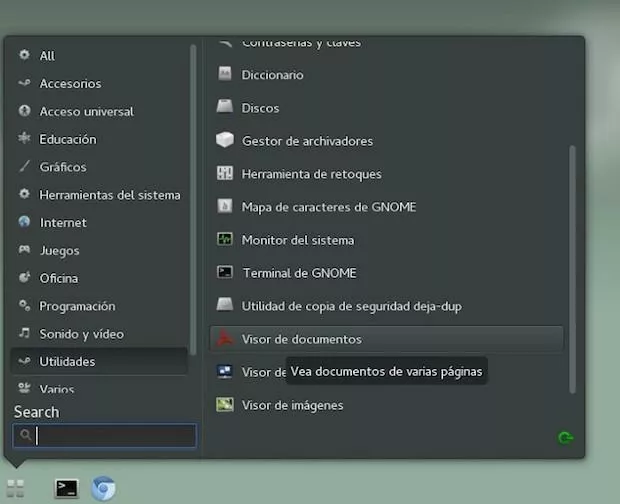 All
Accesorios
Acceso universal
Educación
Gráficos
Herramientas del sistema
Internet
Juegos
Oficina
Programación
Sonido y vídeo
Utilidades
Varios
Search
Contraseñas y claves
Diccionario
Discos
Gestor de archivadores
Herramienta de retoques
Mapa de caracteres de GNOME
Monitor del sistema
Terminal de GNOME
Utilidad de copia de seguridad deja-dup
Visor de documentos
Visor de
Vea documentos de varias páginas
Visor de imágenes